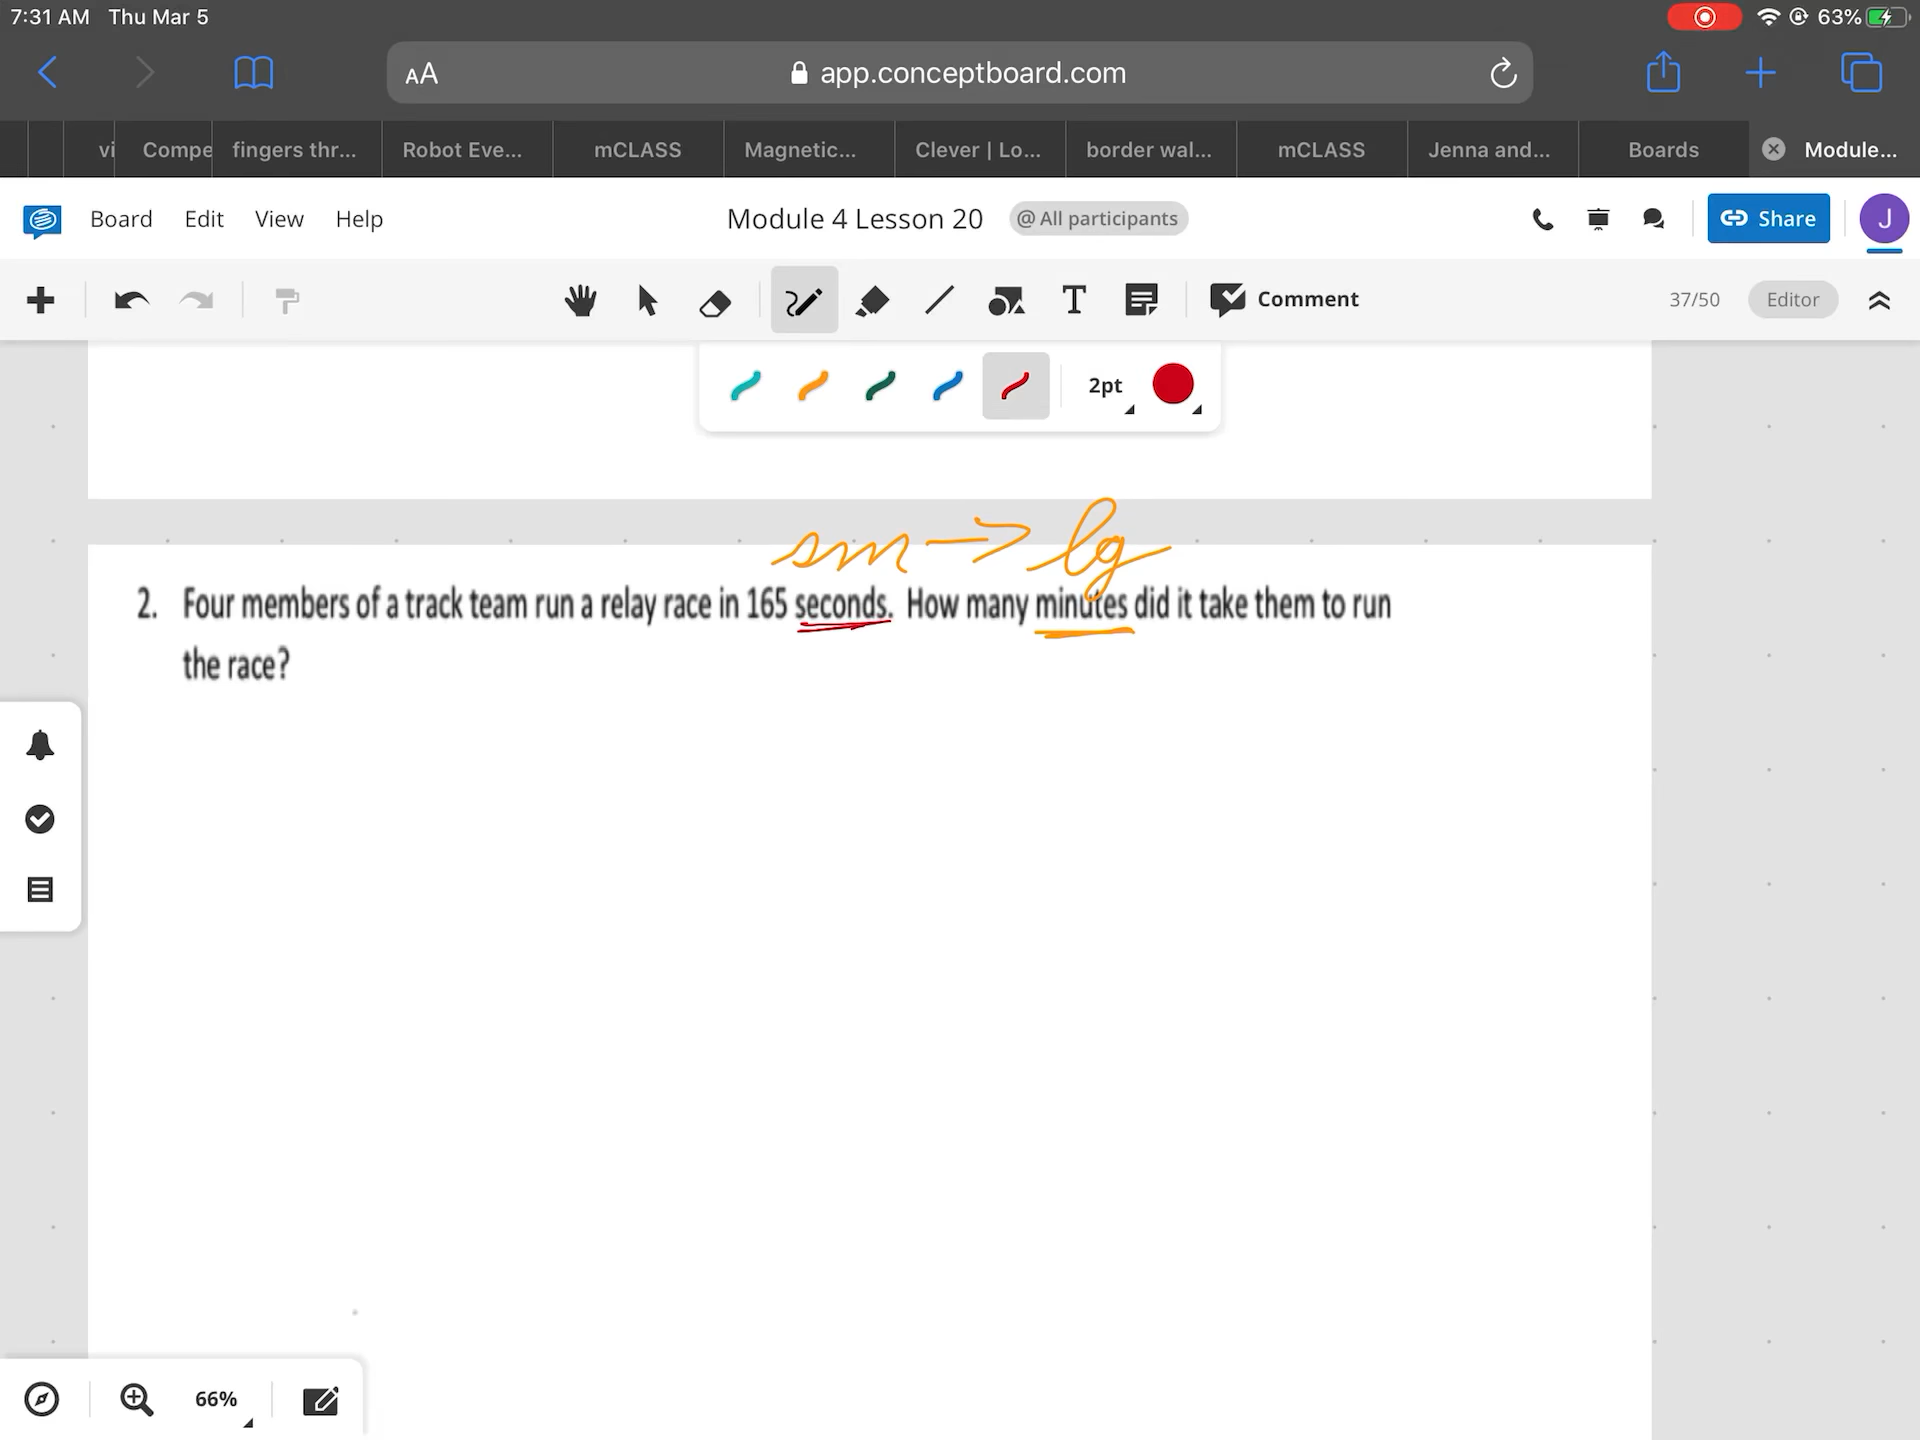 7:31 AM Thu Mar 5
63%
AA app.conceptboard.com
vi Compe fingers thr... Robot Eve... mCLASS Magnetic... Clever | Lo... border wal... mCLASS Jenna and... Boards Module...
Board Edit View Help Module 4 Lesson 20 @ All participants Share J
T Comment 37/50 Editor
2pt
sm → lg
2. Four members of a track team run a relay race in 165 seconds. How many minutes did it take them to run
the race?
66%